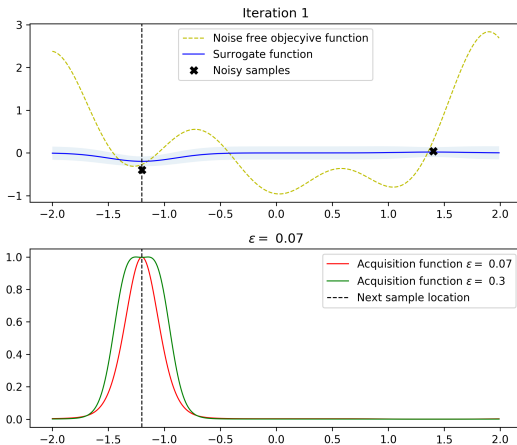 Iteration 1
3
2
1
0
−1
Noise free objecyive function
Surrogate function
Noisy samples
−2.0 −1.5 −1.0 −0.5 0.0 0.5 1.0 1.5 2.0
ε = 0.07
1.0
0.8
0.6
0.4
0.2
0.0
Acquisition function ε = 0.07
Acquisition function ε = 0.3
Next sample location
−2.0 −1.5 −1.0 −0.5 0.0 0.5 1.0 1.5 2.0